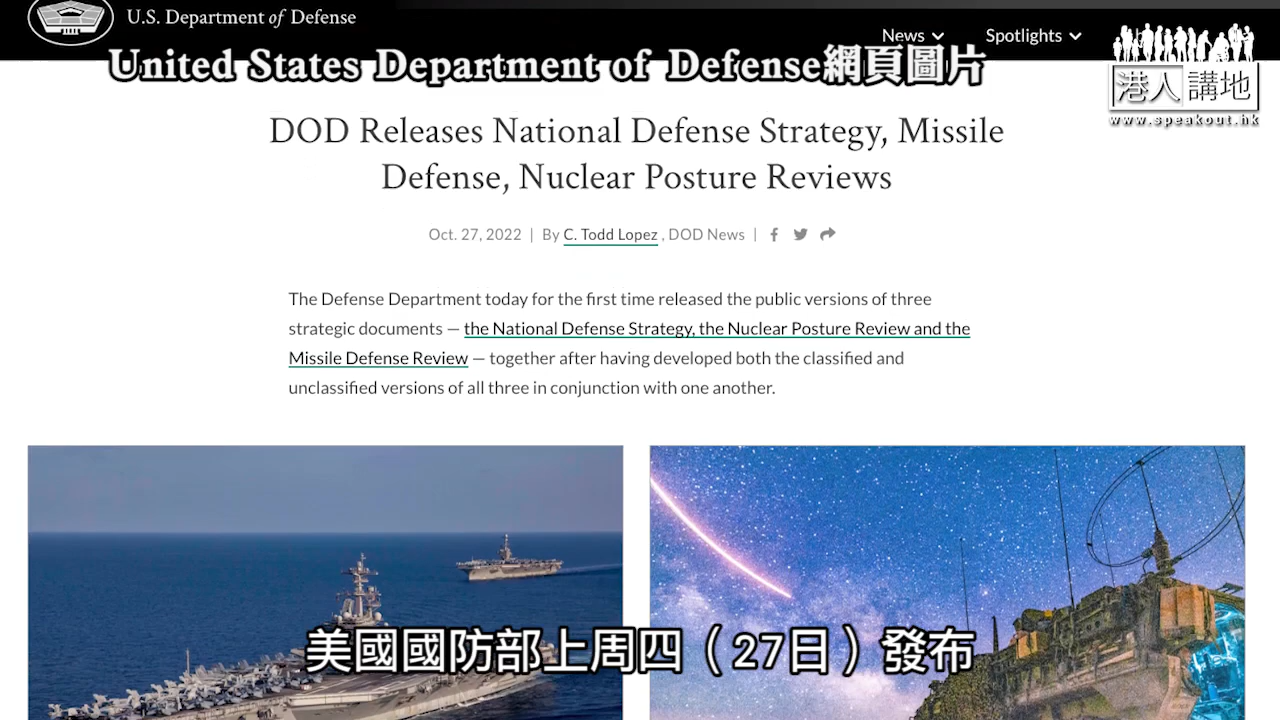 U.S. Department of Defense
News
Spotlights
United States Department of Defense網頁圖片
港人講地
www.speakout.hk
DOD Releases National Defense Strategy, Missile
Defense, Nuclear Posture Reviews
Oct. 27, 2022 | By C. Todd Lopez , DOD News |
The Defense Department today for the first time released the public versions of three
strategic documents — the National Defense Strategy, the Nuclear Posture Review and the
Missile Defense Review — together after having developed both the classified and
unclassified versions of all three in conjunction with one another.
美國國防部上周四（27日）發布